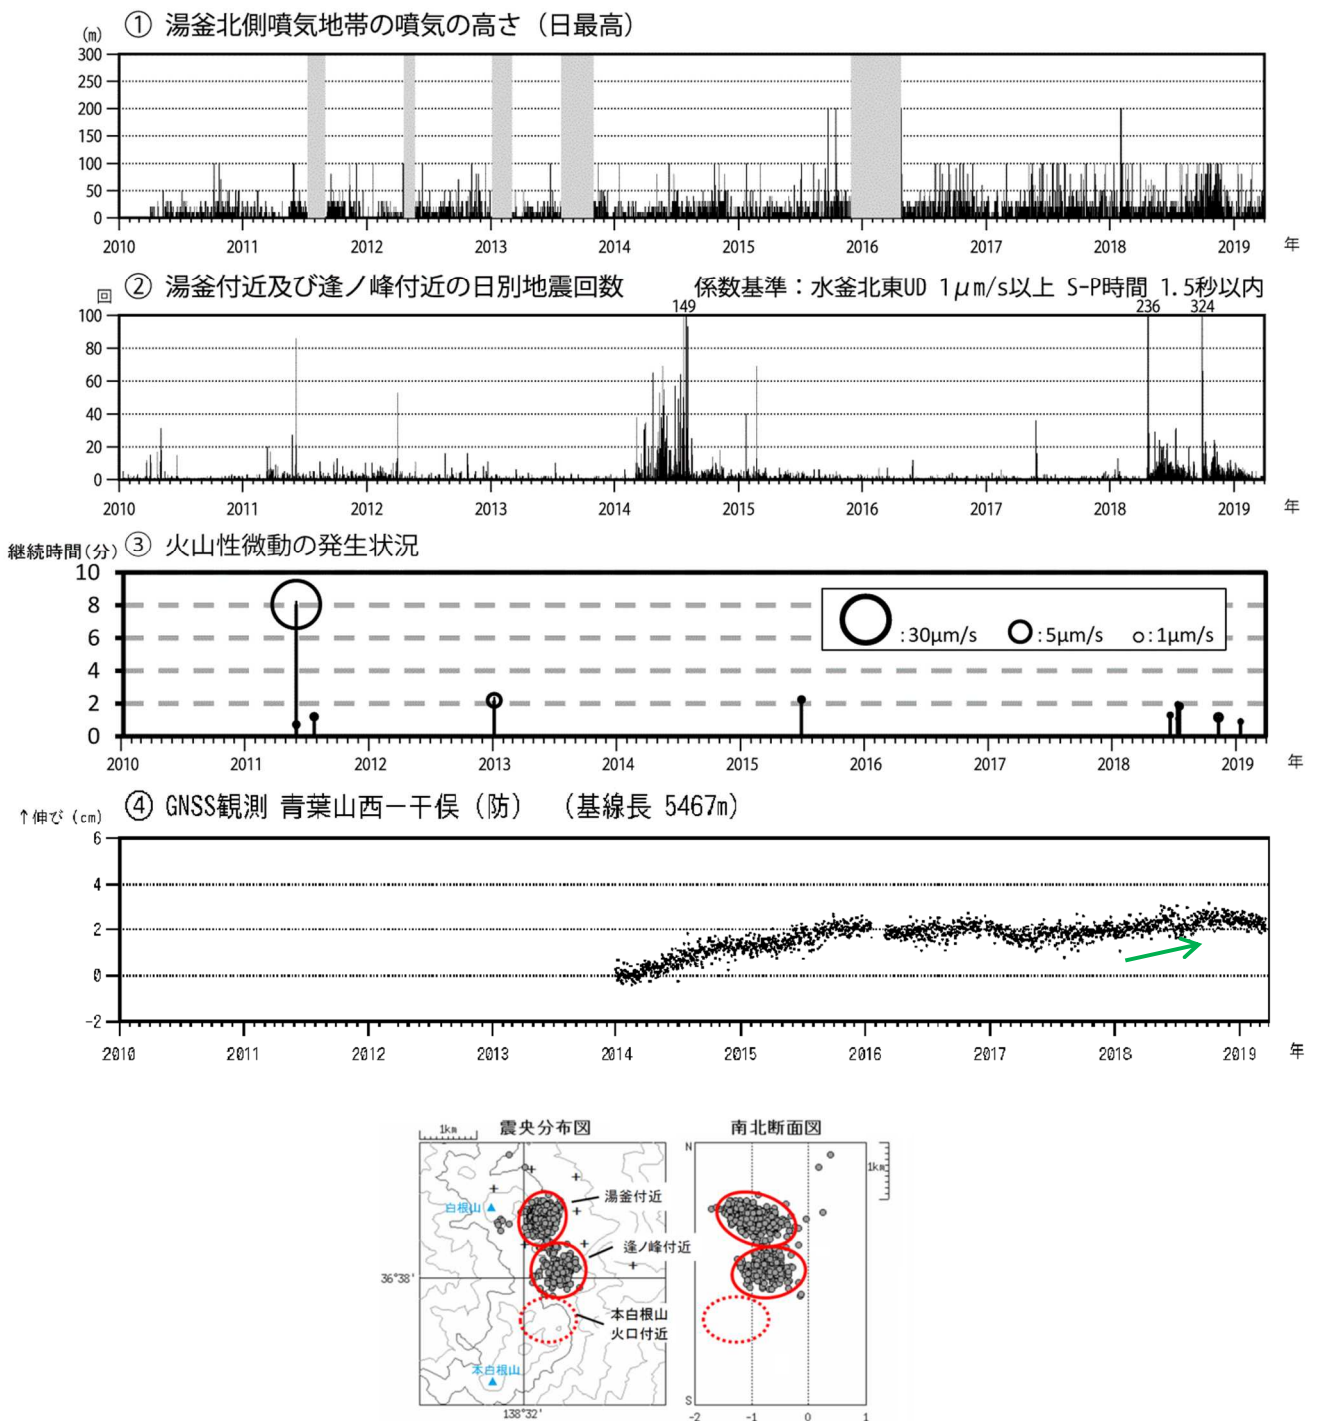 ① 湯釜北側噴気地帯の噴気の高さ（日最高）
(m)
300
250
200
150
100
50
0
2010 2011 2012 2013 2014 2015 2016 2017 2018 2019 年
② 湯釜付近及び逢ノ峰付近の日別地震回数 係数基準：水釜北東UD 1μm/s以上 S-P時間 1.5秒以内
回
149 236 324
100
80
60
40
20
0
2010 2011 2012 2013 2014 2015 2016 2017 2018 2019 年
継続時間(分) ③ 火山性微動の発生状況
10
8
6
4
2
0
:30μm/s :5μm/s :1μm/s
2010 2011 2012 2013 2014 2015 2016 2017 2018 2019 年
↑伸び (cm) ④ GNSS観測 青葉山西－干俣（防） （基線長 5467m）
6
4
2
0
-2
2010 2011 2012 2013 2014 2015 2016 2017 2018 2019 年
1km 震央分布図 南北断面図
N
1km
湯釜付近
白根山
逢ノ峰付近
36°38'
本白根山
火口付近
本白根山
S
138°32'
-2 -1 0 1